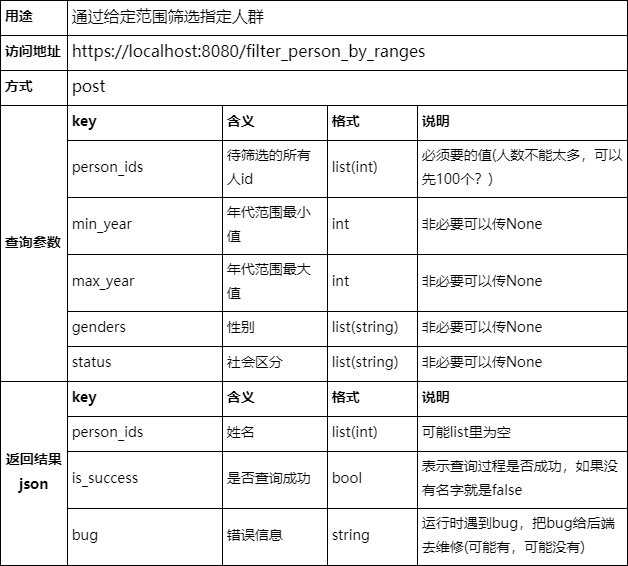 用途 通过给定范围筛选指定人群
访问地址 https://localhost:8080/filter_person_by_ranges
方式 post
查询参数
key 含义 格式 说明
person_ids 待筛选的所有人id list(int) 必须要的值(人数不能太多，可以先100个？)
min_year 年代范围最小值 int 非必要可以传None
max_year 年代范围最大值 int 非必要可以传None
genders 性别 list(string) 非必要可以传None
status 社会区分 list(string) 非必要可以传None
返回结果
json
key 含义 格式 说明
person_ids 姓名 list(int) 可能list里为空
is_success 是否查询成功 bool 表示查询过程是否成功，如果没有名字就是false
bug 错误信息 string 运行时遇到bug，把bug给后端去维修(可能有，可能没有)